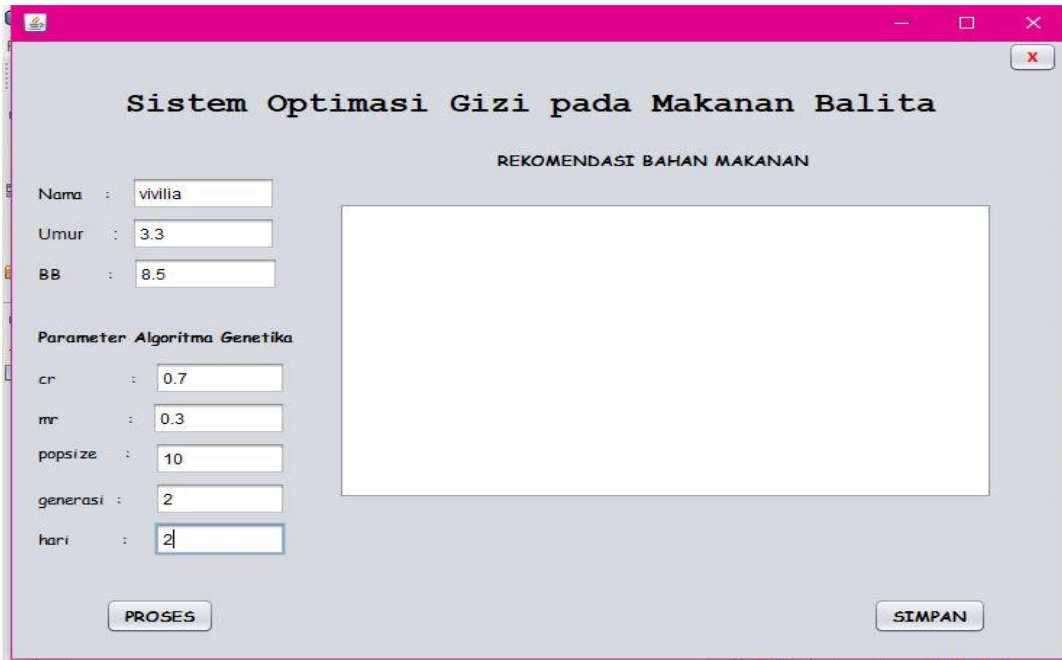 x
Sistem Optimasi Gizi pada Makanan Balita
REKOMENDASI BAHAN MAKANAN
Nama : vivilia
Umur : 3.3
BB : 8.5
Parameter Algoritma Genetika
cr : 0.7
mr : 0.3
popsize : 10
generasi : 2
hari : 2
PROSES
SIMPAN